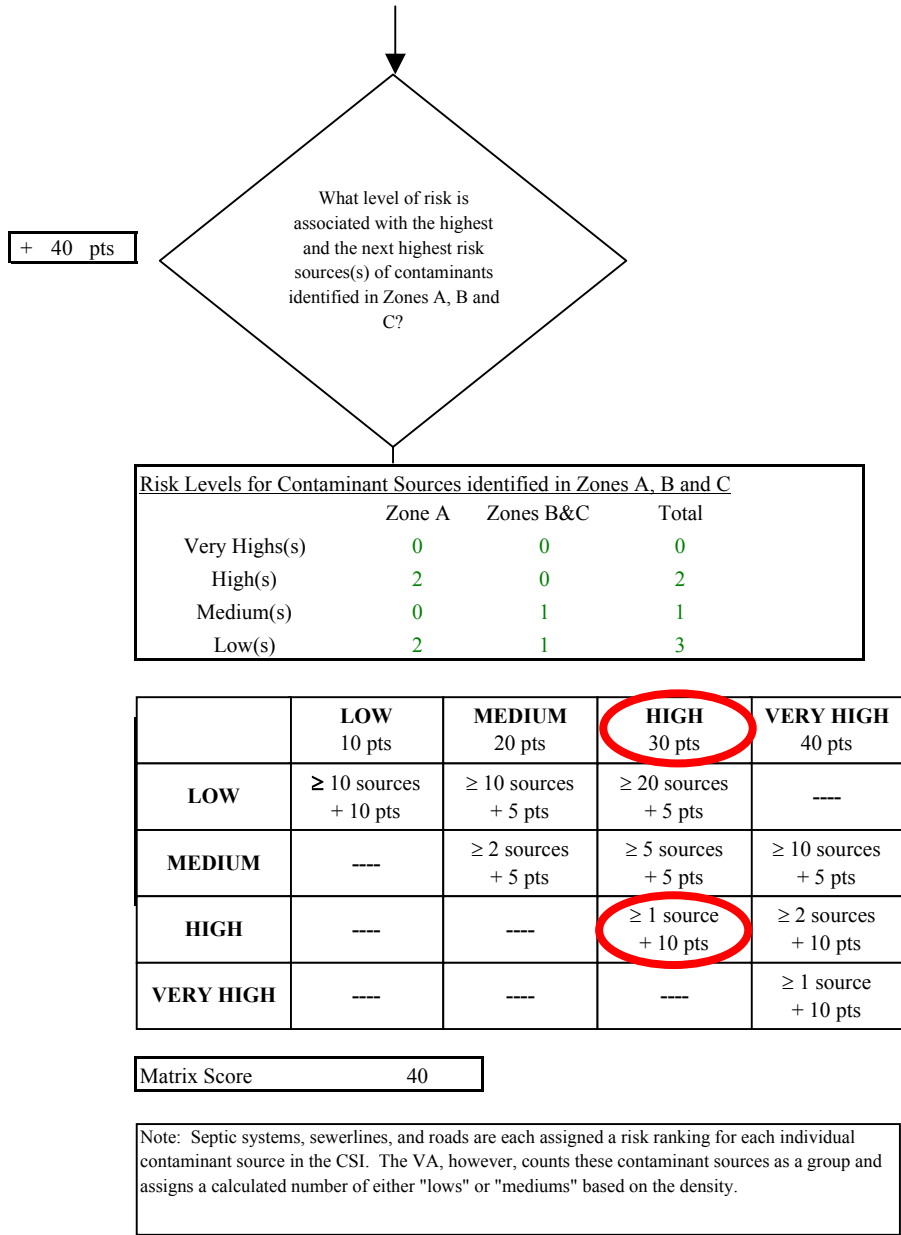 What level of risk is
associated with the highest
and the next highest risk
sources(s) of contaminants
identified in Zones A, B and
C?
+ 40 pts
Risk Levels for Contaminant Sources identified in Zones A, B and C
Zone A Zones B&C Total
Very Highs(s) 0 0 0
High(s) 2 0 2
Medium(s) 0 1 1
Low(s) 2 1 3
LOW MEDIUM HIGH VERY HIGH
10 pts 20 pts 30 pts 40 pts
LOW ≥ 10 sources ≥ 10 sources ≥ 20 sources ----
+ 10 pts + 5 pts + 5 pts
MEDIUM ---- ≥ 2 sources ≥ 5 sources ≥ 10 sources
+ 5 pts + 5 pts + 5 pts
HIGH ---- ---- ≥ 1 source ≥ 2 sources
+ 10 pts + 10 pts
VERY HIGH ---- ---- ---- ≥ 1 source
+ 10 pts
Matrix Score 40
Note: Septic systems, sewerlines, and roads are each assigned a risk ranking for each individual
contaminant source in the CSI. The VA, however, counts these contaminant sources as a group and
assigns a calculated number of either "lows" or "mediums" based on the density.